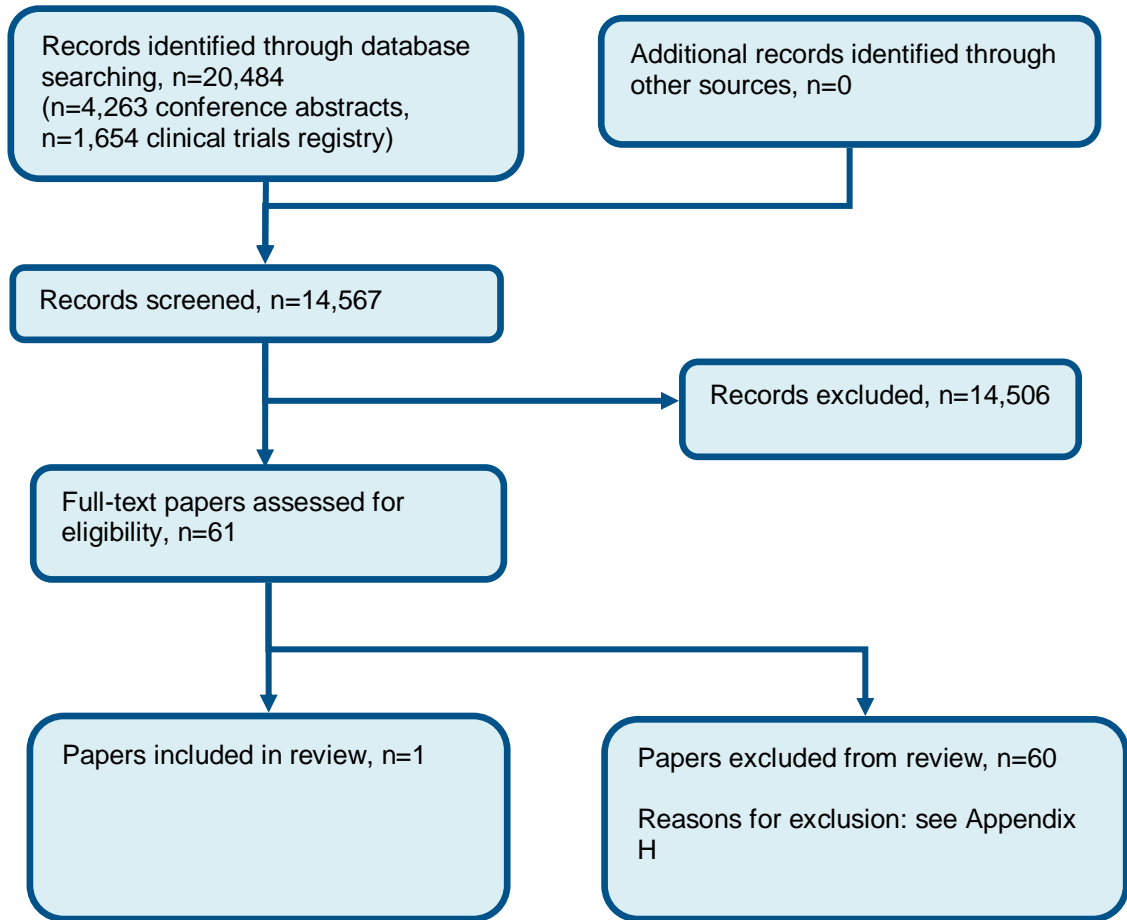 Records identified through database
searching, n=20,484
(n=4,263 conference abstracts,
n=1,654 clinical trials registry)
Additional records identified through
other sources, n=0
Records screened, n=14,567
Records excluded, n=14,506
Full-text papers assessed for
eligibility, n=61
Papers included in review, n=1
Papers excluded from review, n=60
Reasons for exclusion: see Appendix
H